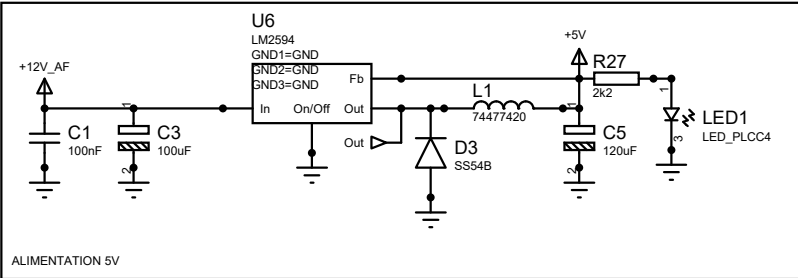 U6
LM2594
GND1=GND
GND2=GND
GND3=GND
+12V_AF
+5V
Fb
In
On/Off
Out
Out
L1
74477420
R27
2k2
1
LED1
LED_PLCC4
3
C1
100nF
1
C3
100uF
2
D3
SS54B
1
C5
120uF
2
ALIMENTATION 5V